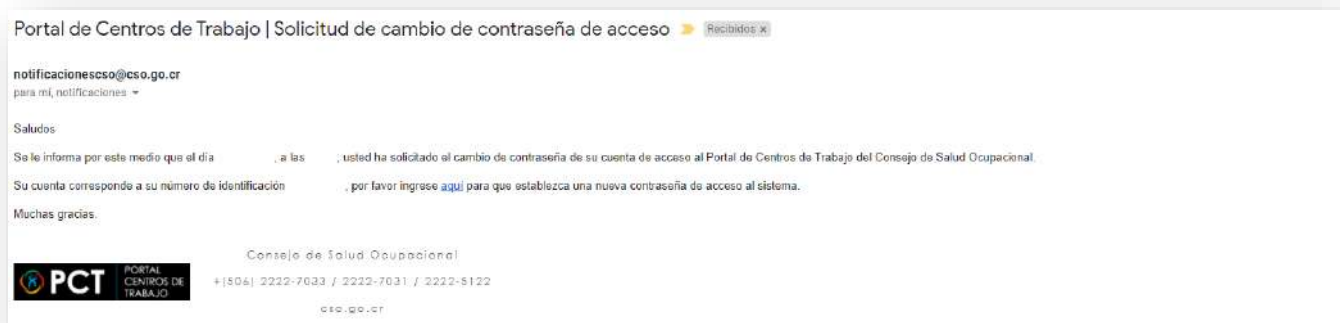 Portal de Centros de Trabajo | Solicitud de cambio de contraseña de acceso Recibidos x
notificacionescso@cso.go.cr
para mí, notificaciones
Saludos
Se le informa por este medio que el día , a las , usted ha solicitado el cambio de contraseña de su cuenta de acceso al Portal de Centros de Trabajo del Consejo de Salud Ocupacional.
Su cuenta corresponde a su número de identificación , por favor ingrese aquí para que establezca una nueva contraseña de acceso al sistema.
Muchas gracias.
Consejo de Salud Ocupacional
PCT PORTAL
CENTROS DE
TRABAJO
+(506) 2222-7033 / 2222-7031 / 2222-5122
cso.go.cr